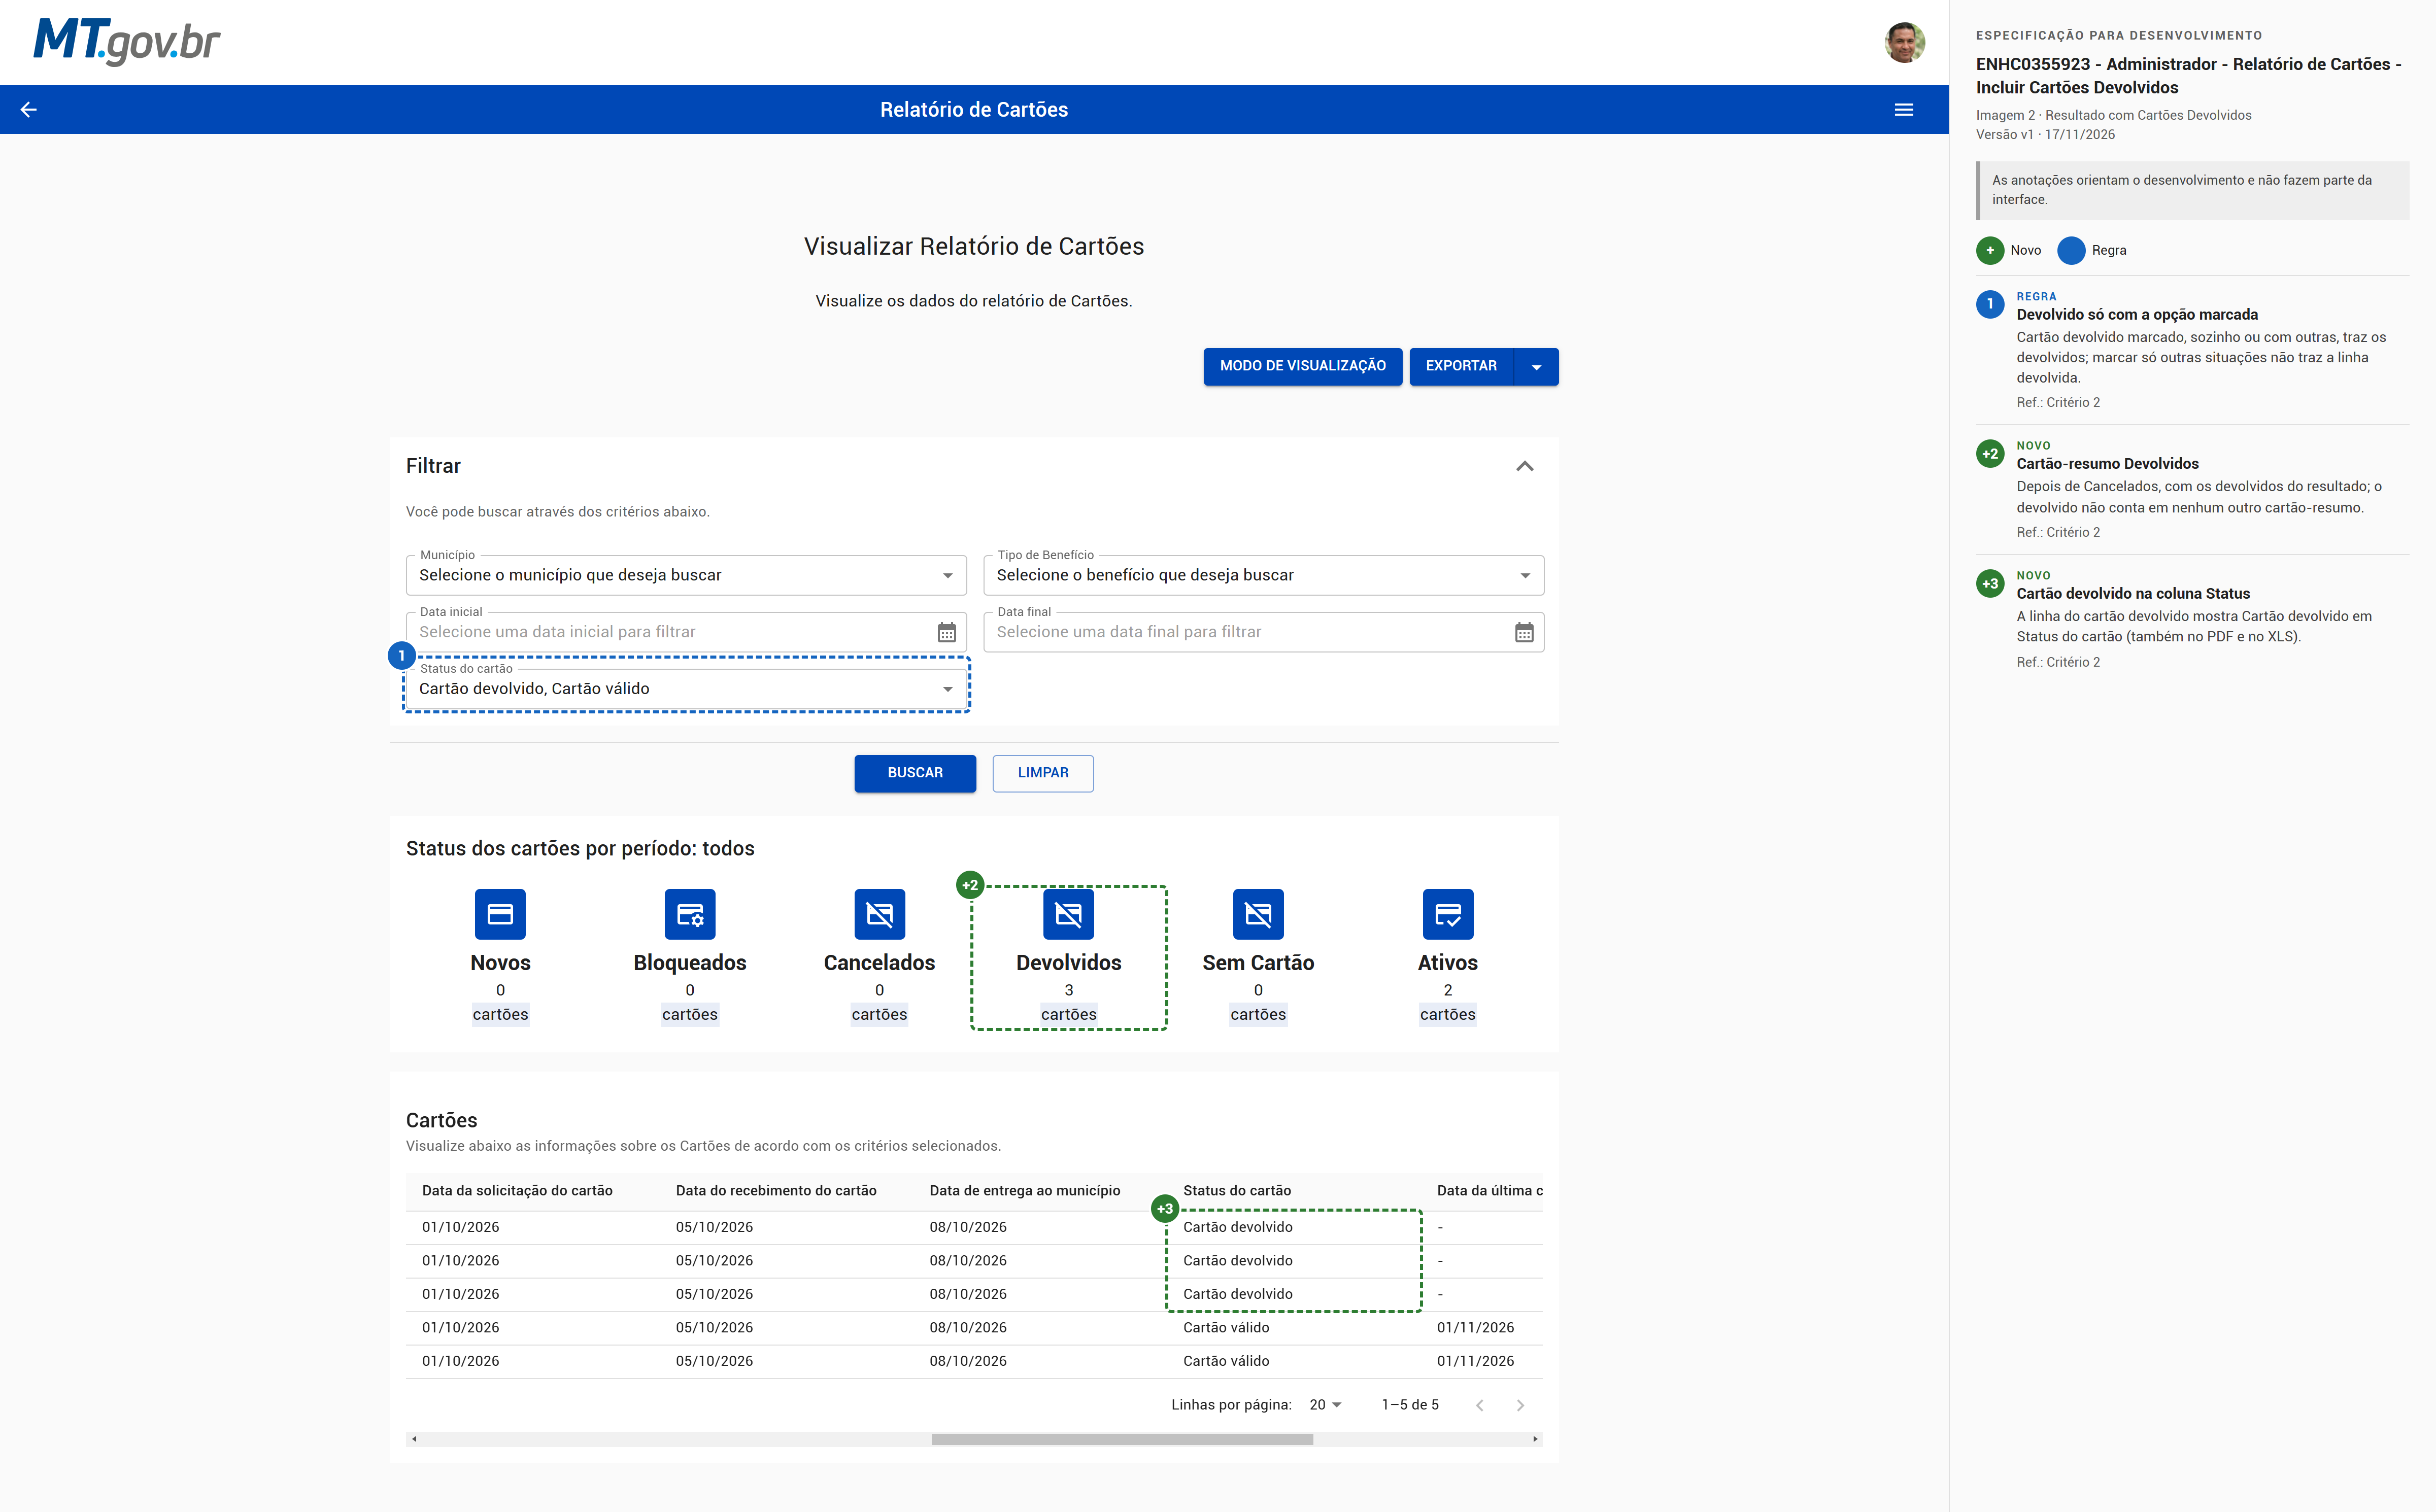 MT.gov.br
Relatório de Cartões
Visualizar Relatório de Cartões
Visualize os dados do relatório de Cartões.
MODO DE VISUALIZAÇÃO
EXPORTAR
Filtrar
Você pode buscar através dos critérios abaixo.
Município
Selecione o município que deseja buscar
Tipo de Benefício
Selecione o benefício que deseja buscar
Data inicial
Selecione uma data inicial para filtrar
Data final
Selecione uma data final para filtrar
1
Status do cartão
Cartão devolvido, Cartão válido
BUSCAR
LIMPAR
Status dos cartões por período: todos
Novos
0
cartões
Bloqueados
0
cartões
Cancelados
0
cartões
+2
Devolvidos
3
cartões
Sem Cartão
0
cartões
Ativos
2
cartões
Cartões
Visualize abaixo as informações sobre os Cartões de acordo com os critérios selecionados.
Data da solicitação do cartão Data do recebimento do cartão Data de entrega ao município Status do cartão Data da última c
+3
01/10/2026 05/10/2026 08/10/2026 Cartão devolvido -
01/10/2026 05/10/2026 08/10/2026 Cartão devolvido -
01/10/2026 05/10/2026 08/10/2026 Cartão devolvido -
01/10/2026 05/10/2026 08/10/2026 Cartão válido 01/11/2026
01/10/2026 05/10/2026 08/10/2026 Cartão válido 01/11/2026
Linhas por página: 20 1–5 de 5
ESPECIFICAÇÃO PARA DESENVOLVIMENTO
ENHC0355923 - Administrador - Relatório de Cartões -
Incluir Cartões Devolvidos
Imagem 2 · Resultado com Cartões Devolvidos
Versão v1 · 17/11/2026
As anotações orientam o desenvolvimento e não fazem parte da
interface.
+ Novo Regra
1
REGRA
Devolvido só com a opção marcada
Cartão devolvido marcado, sozinho ou com outras, traz os
devolvidos; marcar só outras situações não traz a linha
devolvida.
Ref.: Critério 2
+2
NOVO
Cartão-resumo Devolvidos
Depois de Cancelados, com os devolvidos do resultado; o
devolvido não conta em nenhum outro cartão-resumo.
Ref.: Critério 2
+3
NOVO
Cartão devolvido na coluna Status
A linha do cartão devolvido mostra Cartão devolvido em
Status do cartão (também no PDF e no XLS).
Ref.: Critério 2